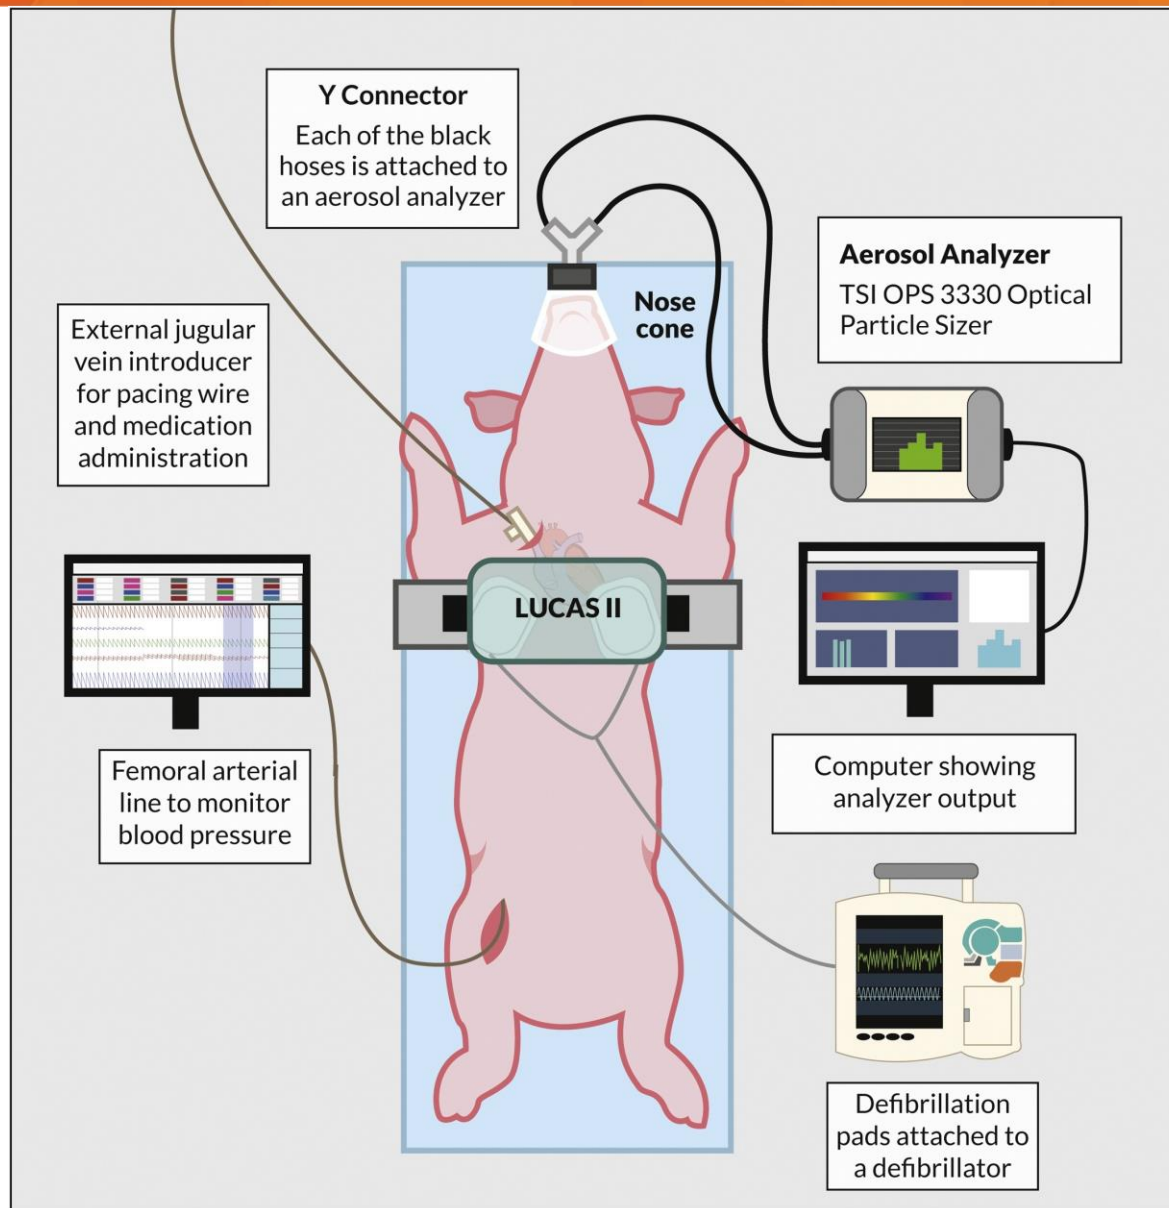 Y Connector
Each of the black
hoses is attached to
an aerosol analyzer
Aerosol Analyzer
TSI OPS 3330 Optical
Particle Sizer
Nose
cone
External jugular
vein introducer
for pacing wire
and medication
administration
LUCAS II
Femoral arterial
line to monitor
blood pressure
Computer showing
analyzer output
Defibrillation
pads attached to
a defibrillator